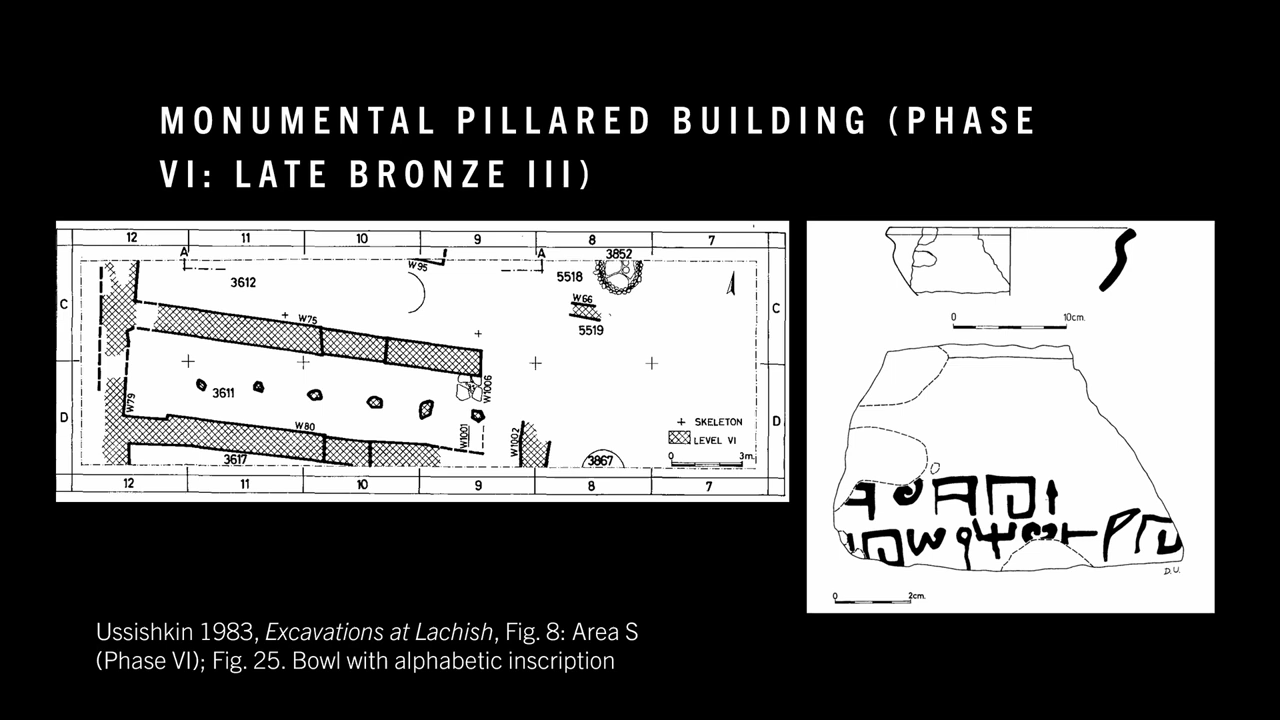 MONUMENTAL PILLARED BUILDING (PHASE
VI: LATE BRONZE III)
12 11 10 9 8 7
A A 3852
W95
3612 5518
C W66 C
W75 5519
W1006
3611
W79
D D
W80 W1001 W1002
+ SKELETON
LEVEL VI
0 3m.
3617 3867
12 11 10 9 8 7
0 10cm.
D.U.
0 2cm.
Ussishkin 1983, Excavations at Lachish, Fig. 8: Area S
(Phase VI); Fig. 25. Bowl with alphabetic inscription